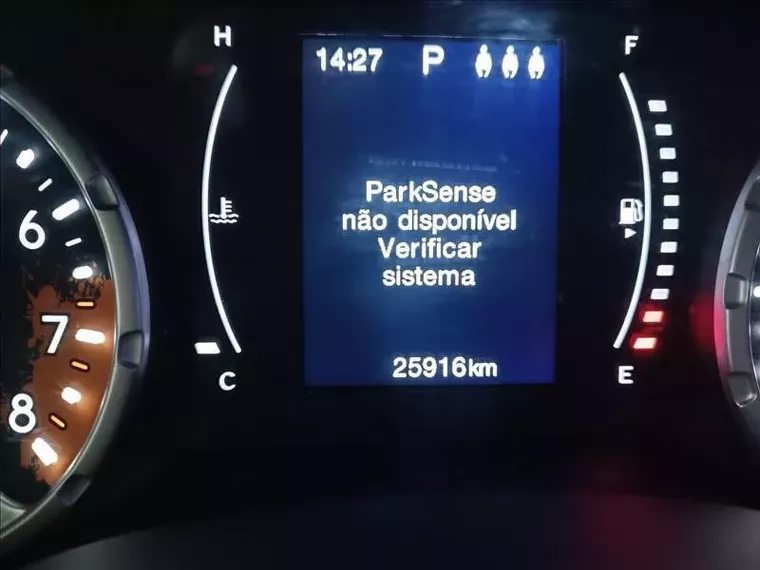 H
14:27 P
F
ParkSense
não disponível
Verificar
sistema
25916km
C
E
6
7
8